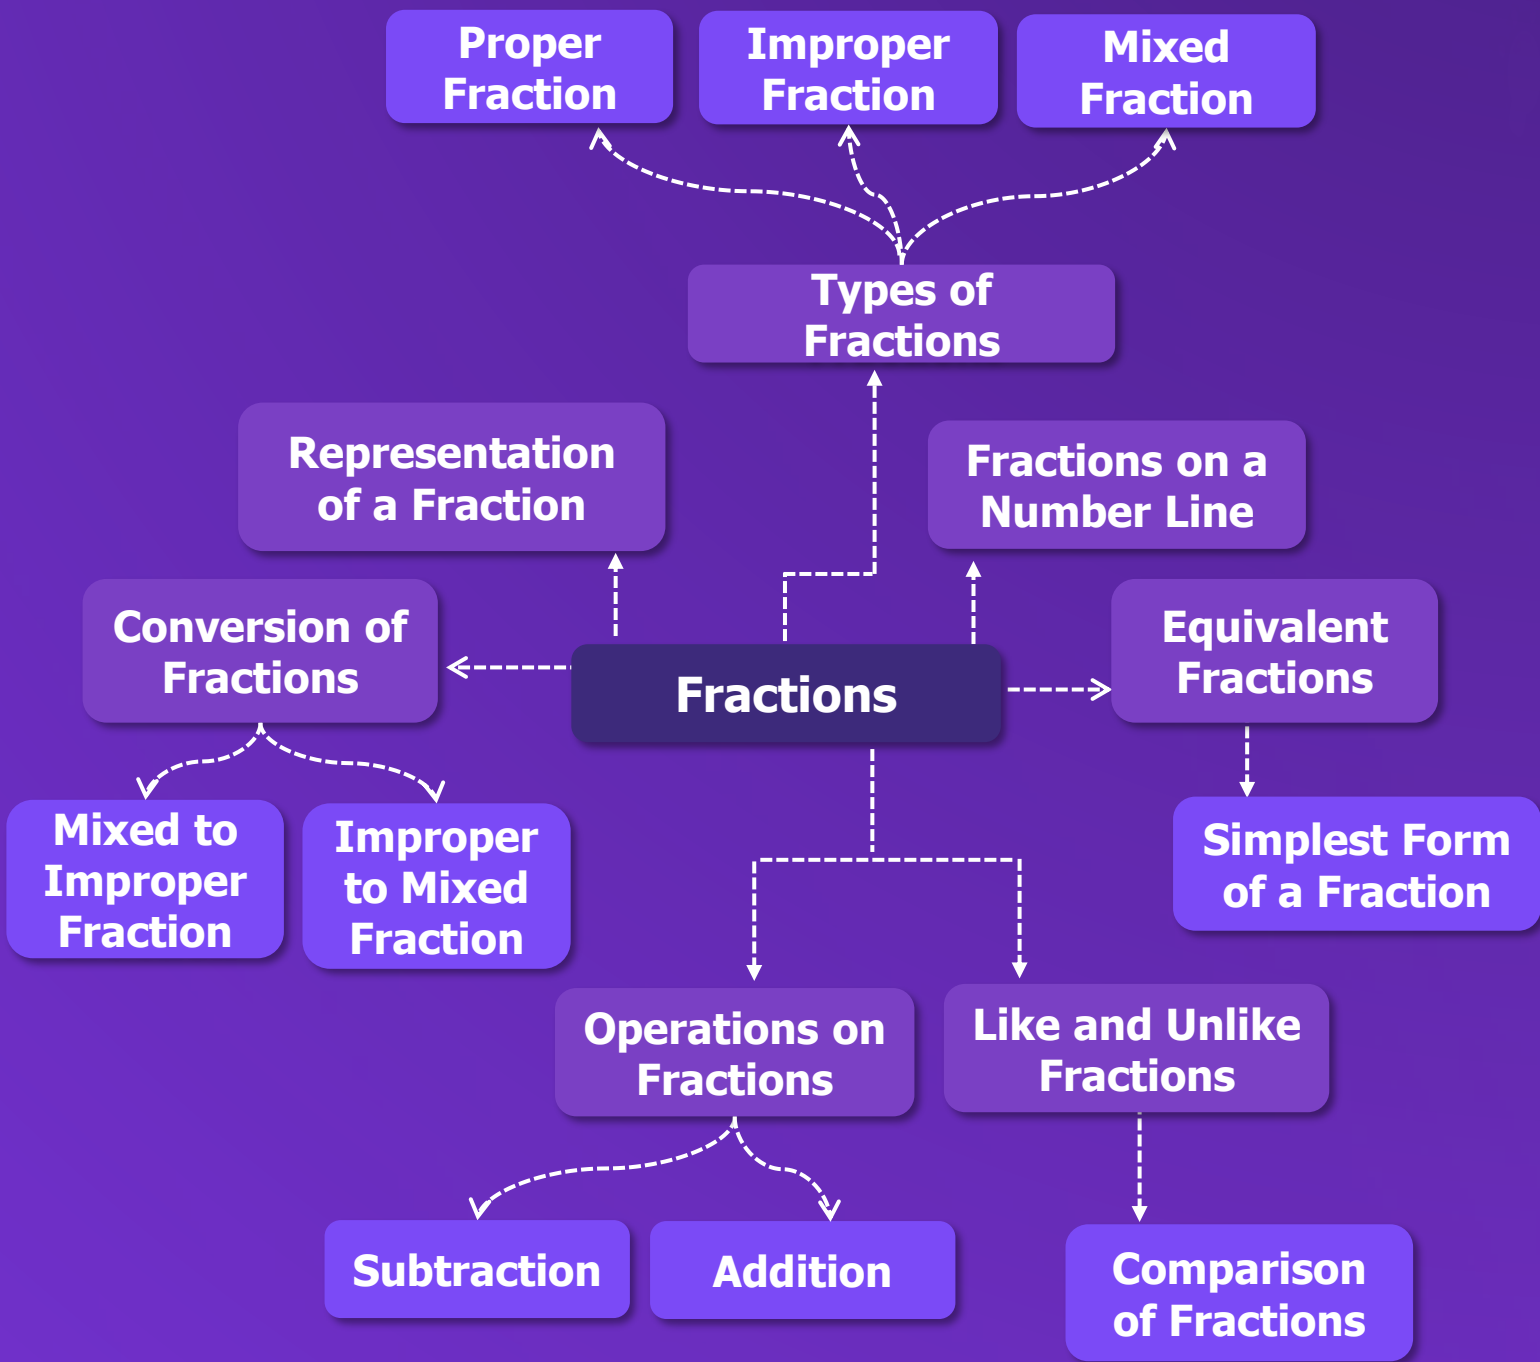 Proper
Fraction
Improper
Fraction
Mixed
Fraction
Types of
Fractions
Representation
of a Fraction
Fractions on a
Number Line
Conversion of
Fractions
Fractions
Equivalent
Fractions
Mixed to
Improper
Fraction
Improper
to Mixed
Fraction
Simplest Form
of a Fraction
Operations on
Fractions
Like and Unlike
Fractions
Subtraction
Addition
Comparison
of Fractions